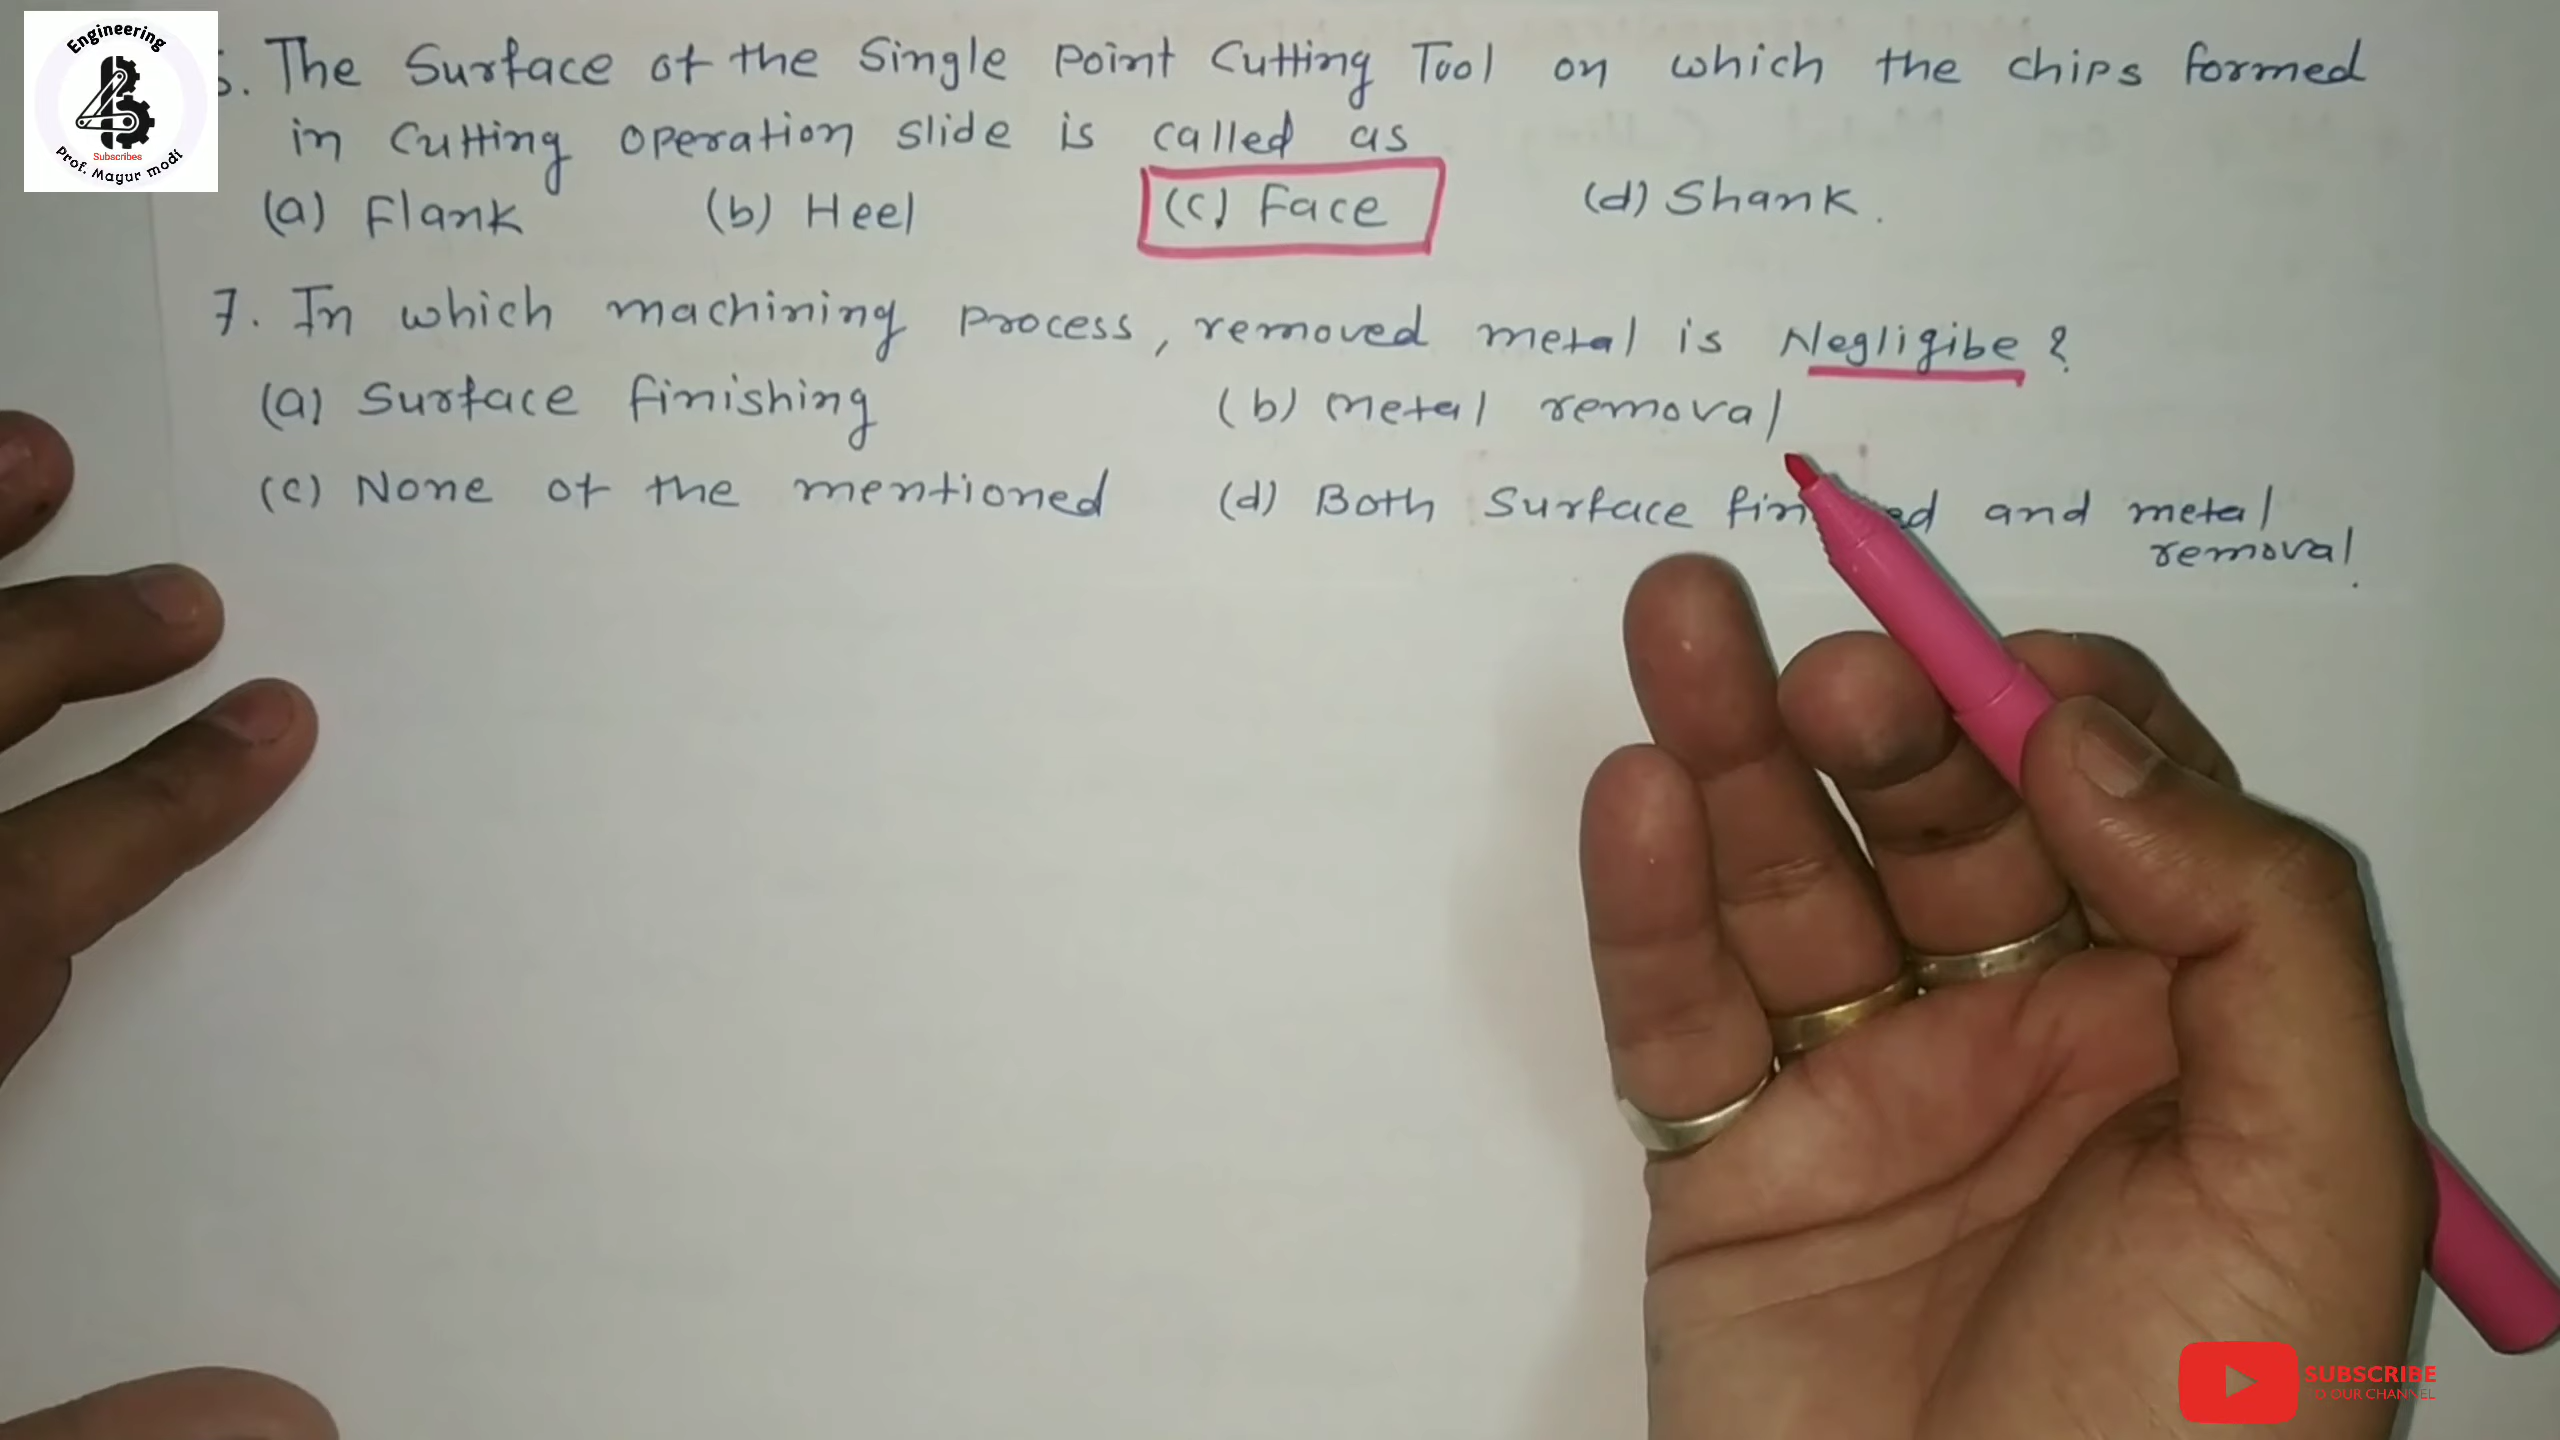 Engineering
Subscribes
Prof. Mayur modi
The Surface of the Single Point Cutting Tool on which the chips formed
in Cutting operation slide is called as
(a) Flank (b) Heel (c) Face (d) Shank.
7. In which machining process, removed metal is Negligibe ?
(a) Surface finishing (b) metal removal
(c) None of the mentioned (d) Both Surface and metal
removal.
SUBSCRIBE
TO OUR CHANNEL